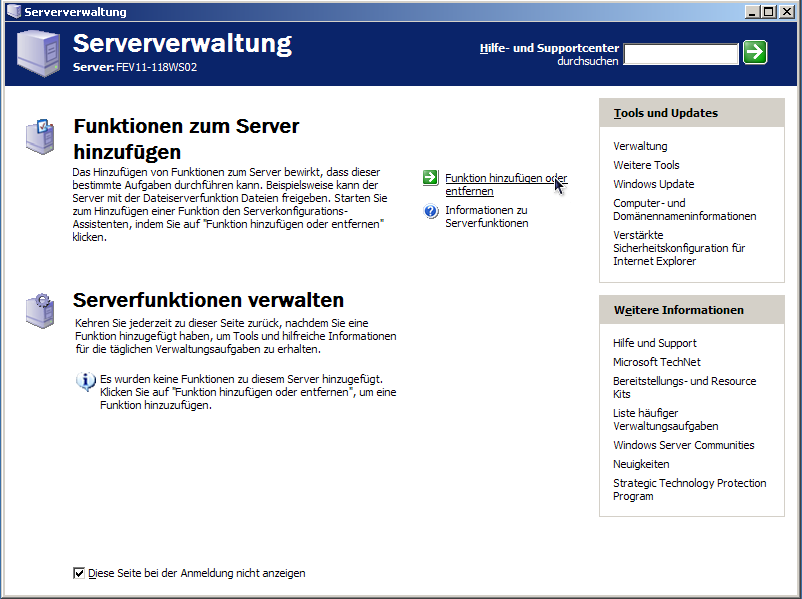 Serververwaltung
Serververwaltung
Server: FEV11-118WS02
Hilfe- und Supportcenter
durchsuchen
Funktionen zum Server
hinzufügen
Das Hinzufügen von Funktionen zum Server bewirkt, dass dieser
bestimmte Aufgaben durchführen kann. Beispielsweise kann der
Server mit der Dateiserverfunktion Dateien freigeben. Starten Sie
zum Hinzufügen einer Funktion den Serverkonfigurations-
Assistenten, indem Sie auf "Funktion hinzufügen oder entfernen"
klicken.
Funktion hinzufügen oder
entfernen
Informationen zu
Serverfunktionen
Serverfunktionen verwalten
Kehren Sie jederzeit zu dieser Seite zurück, nachdem Sie eine
Funktion hinzugefügt haben, um Tools und hilfreiche Informationen
für die täglichen Verwaltungsaufgaben zu erhalten.
Es wurden keine Funktionen zu diesem Server hinzugefügt.
Klicken Sie auf "Funktion hinzufügen oder entfernen", um eine
Funktion hinzuzufügen.
Tools und Updates
Verwaltung
Weitere Tools
Windows Update
Computer- und
Domänennameninformationen
Verstärkte
Sicherheitskonfiguration für
Internet Explorer
Weitere Informationen
Hilfe und Support
Microsoft TechNet
Bereitstellungs- und Resource
Kits
Liste häufiger
Verwaltungsaufgaben
Windows Server Communities
Neuigkeiten
Strategic Technology Protection
Program
Diese Seite bei der Anmeldung nicht anzeigen